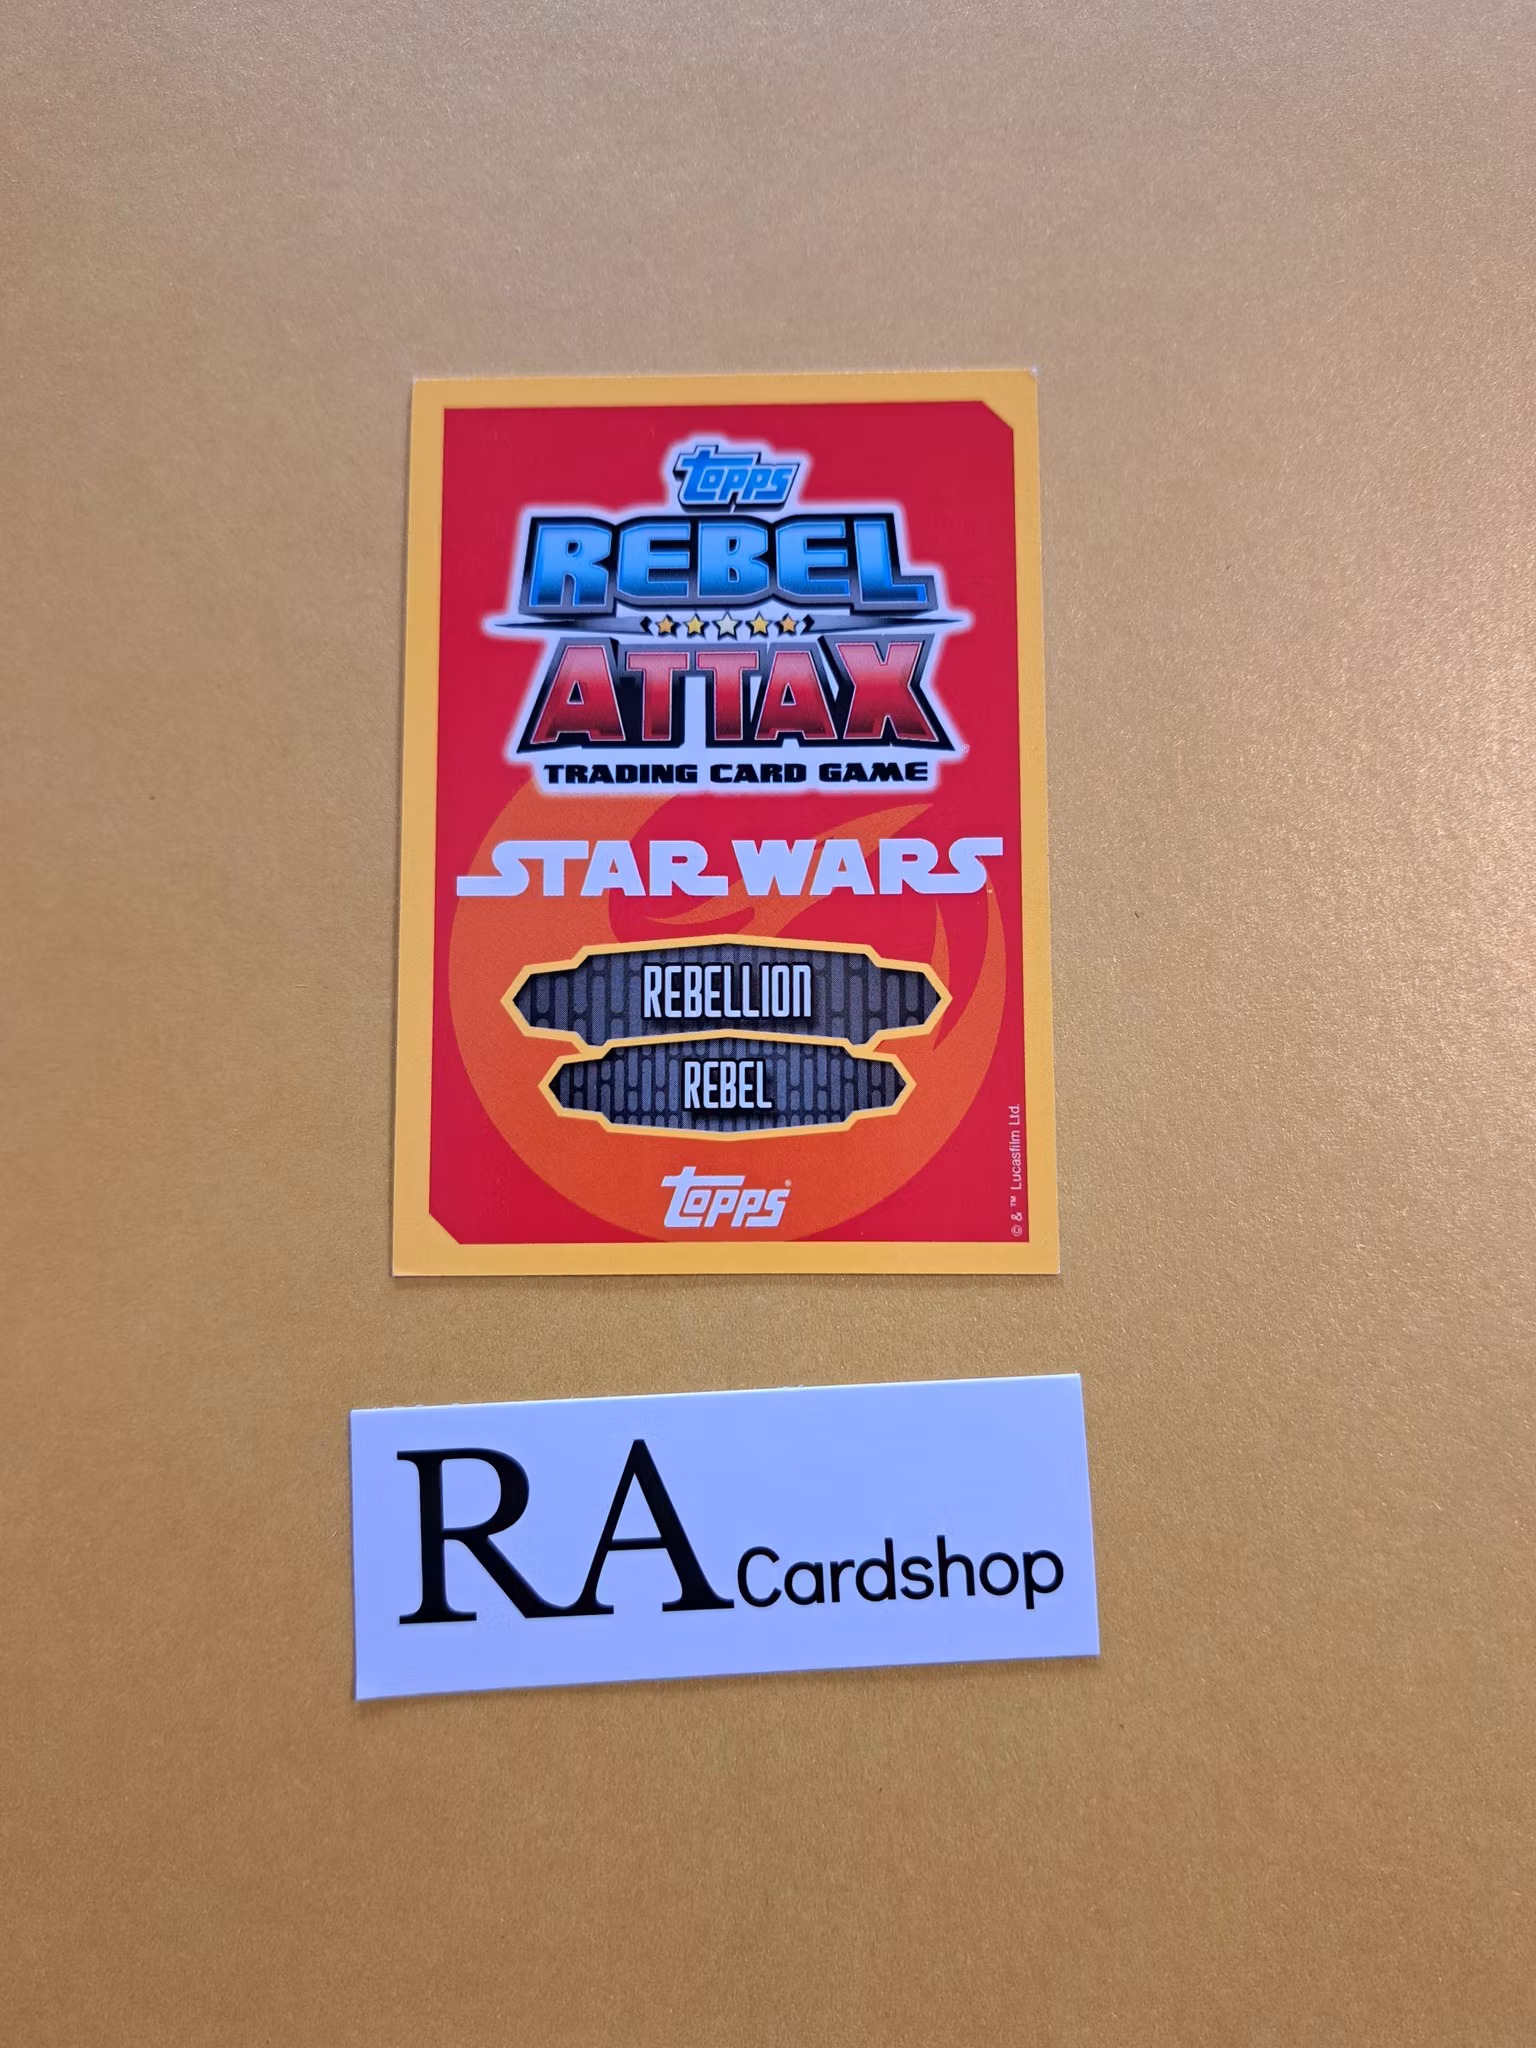 topps
REBEL
ATTAX
TRADING CARD GAME
STAR WARS
REBELLION
REBEL
topps®
© & ™ Lucasfilm Ltd.
RA Cardshop